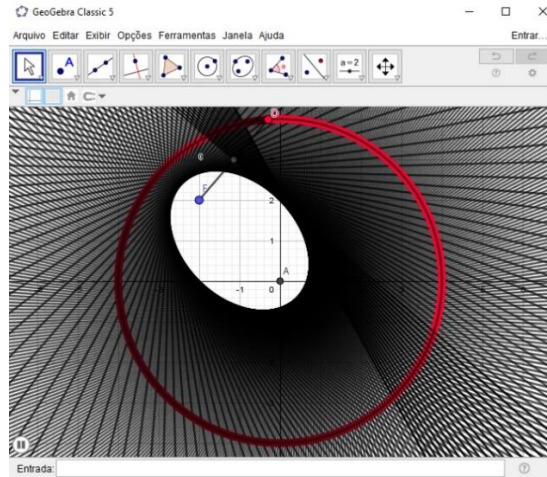 GeoGebra Classic 5
Arquivo Editar Exibir Opções Ferramentas Janela Ajuda
Entrar...
A
a=2
D
E
2
1
A
-1
0
Entrada: